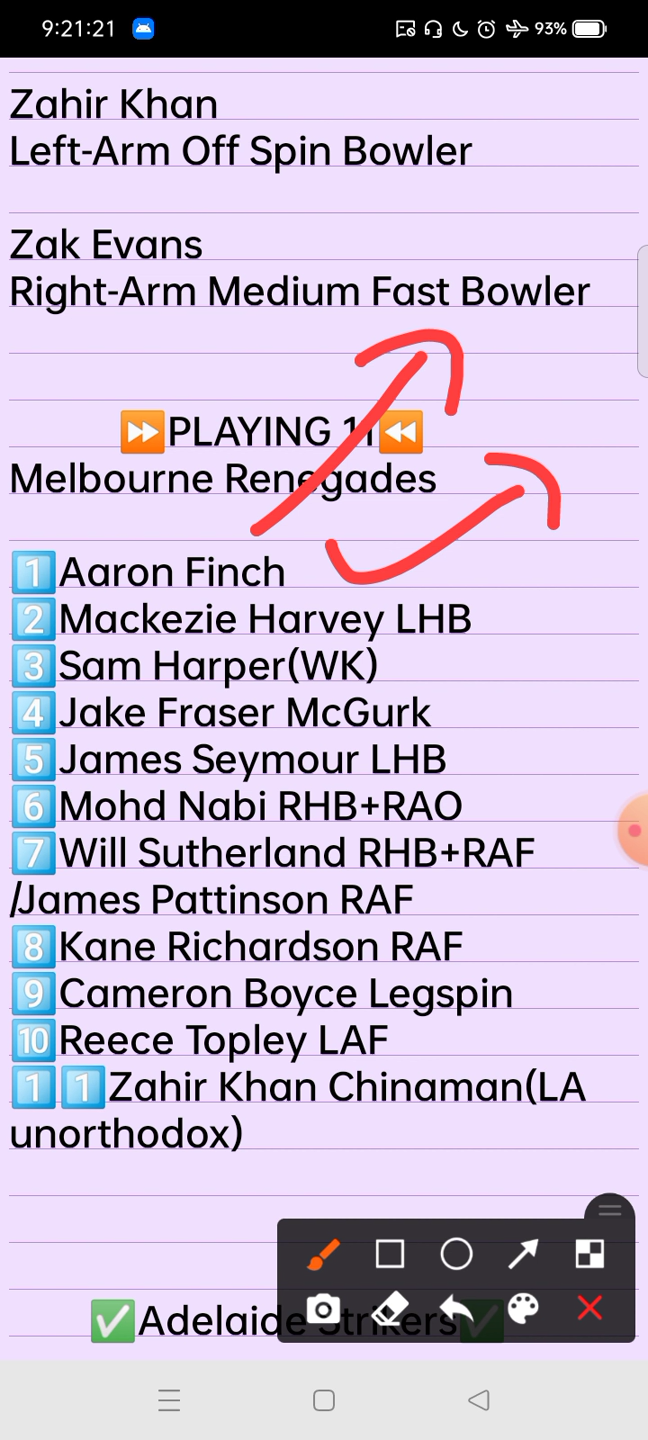 9:21:21
93%
Zahir Khan
Left-Arm Off Spin Bowler
Zak Evans
Right-Arm Medium Fast Bowler
⏩PLAYING 11⏪
Melbourne Renegades
1️⃣Aaron Finch
2️⃣Mackezie Harvey LHB
3️⃣Sam Harper(WK)
4️⃣Jake Fraser McGurk
5️⃣James Seymour LHB
6️⃣Mohd Nabi RHB+RAO
7️⃣Will Sutherland RHB+RAF
/James Pattinson RAF
8️⃣Kane Richardson RAF
9️⃣Cameron Boyce Legspin
🔟Reece Topley LAF
1️⃣1️⃣Zahir Khan Chinaman(LA
unorthodox)
✅Adelaide Strikers✅